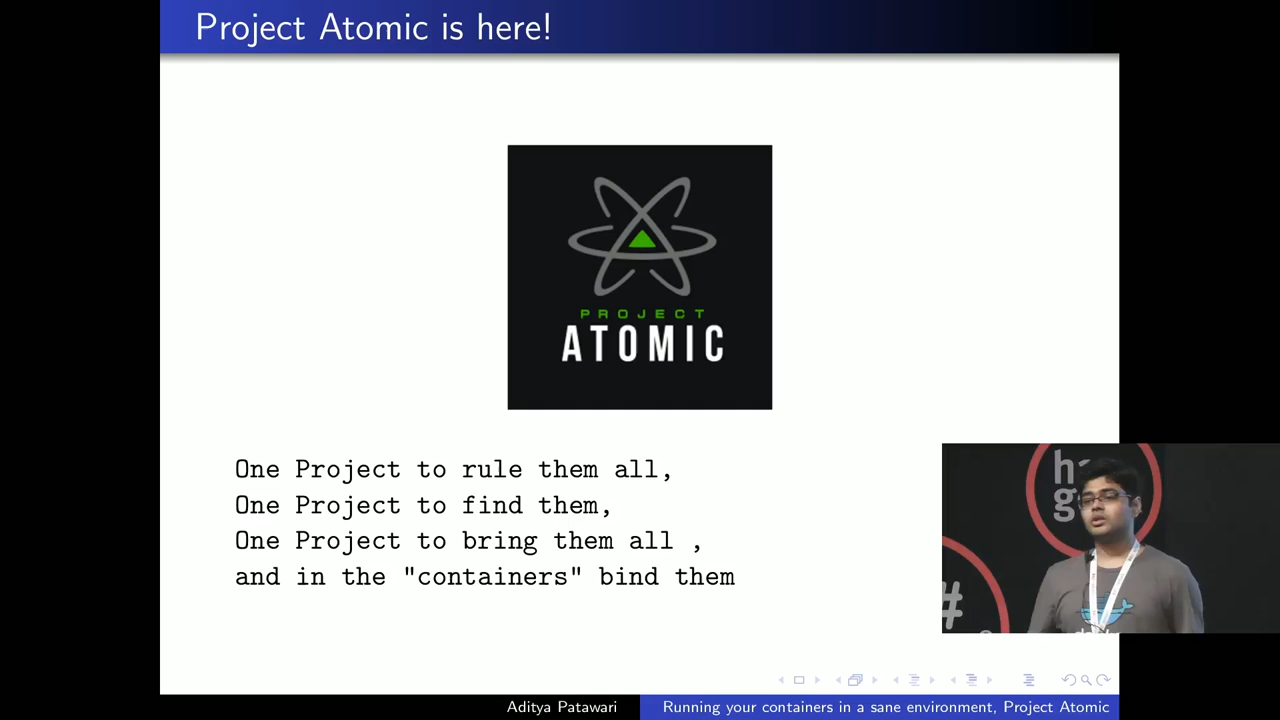 Project Atomic is here!
PROJECT
ATOMIC
One Project to rule them all,
One Project to find them,
One Project to bring them all ,
and in the "containers" bind them
#
Aditya Patawari
Running your containers in a sane environment, Project Atomic